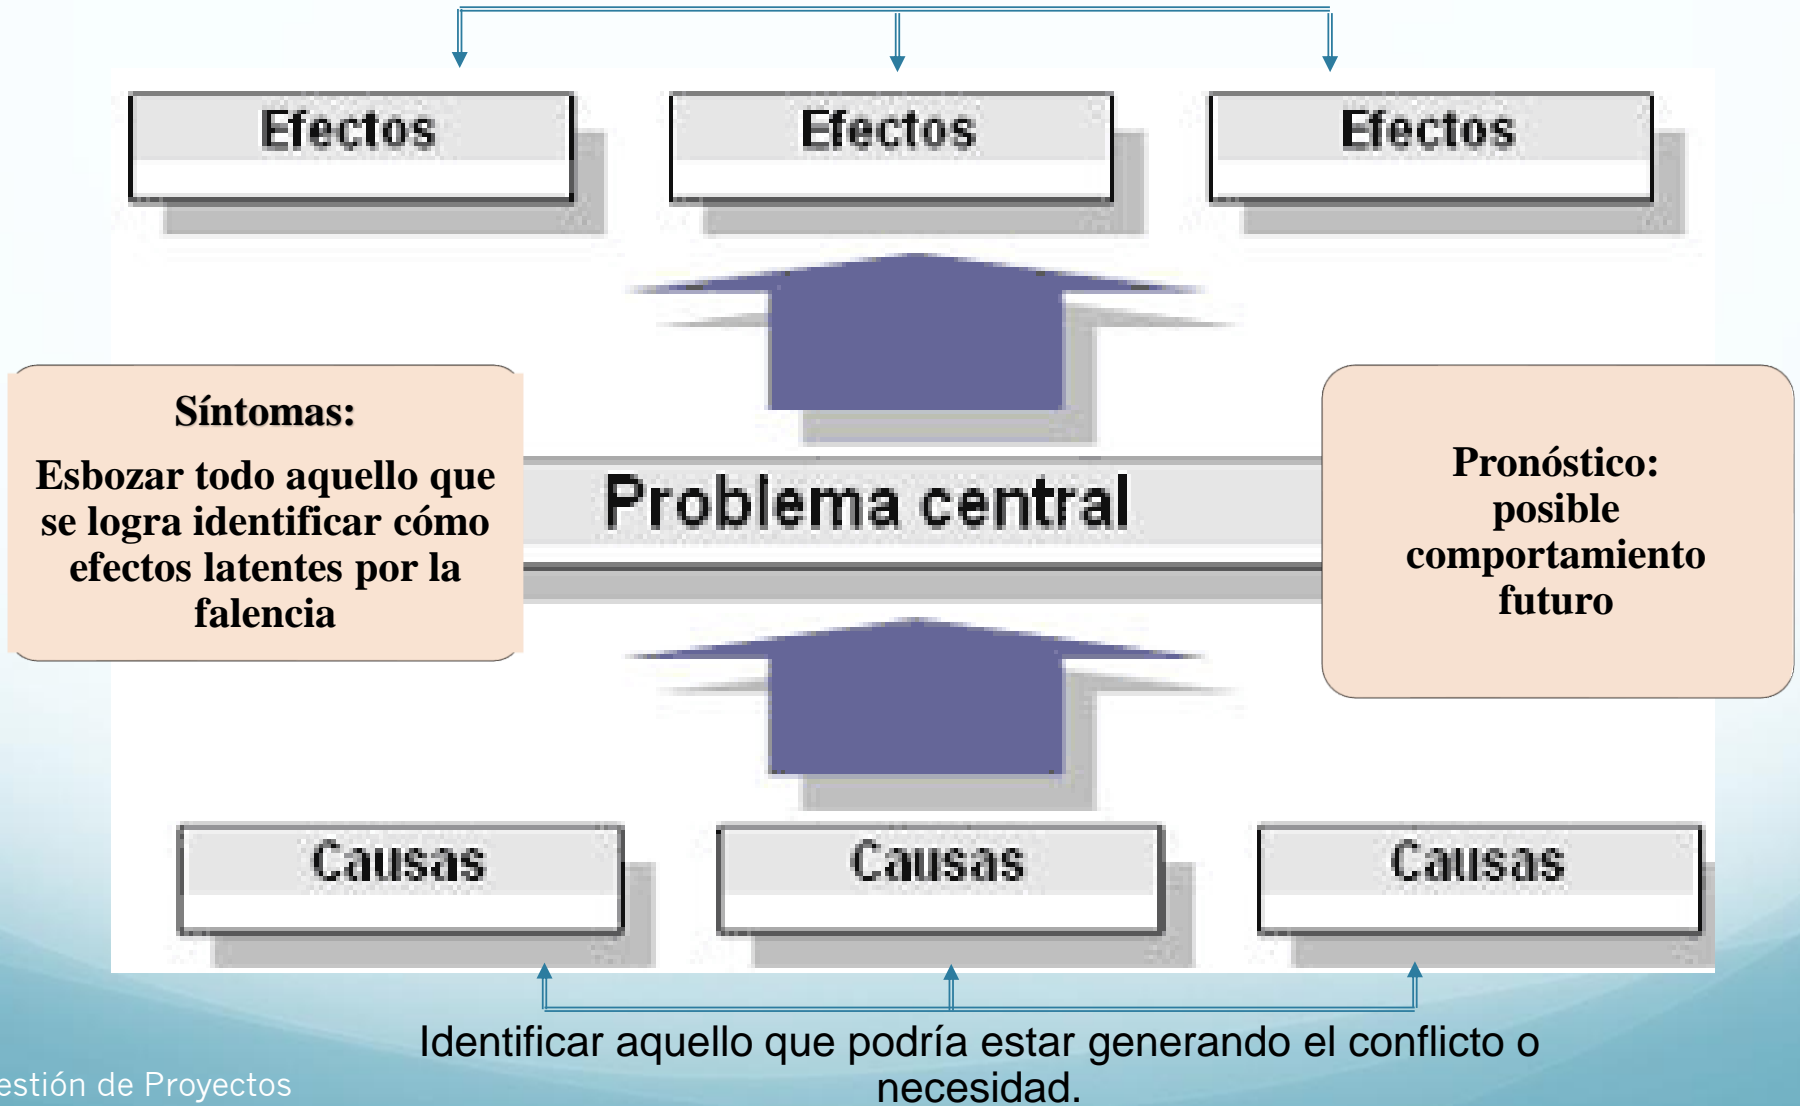 Efectos
Efectos
Efectos
Síntomas:
Esbozar todo aquello que
se logra identificar cómo
efectos latentes por la
falencia
Problema central
Pronóstico:
posible
comportamiento
futuro
Causas
Causas
Causas
Identificar aquello que podría estar generando el conflicto o
necesidad.
estión de Proyectos